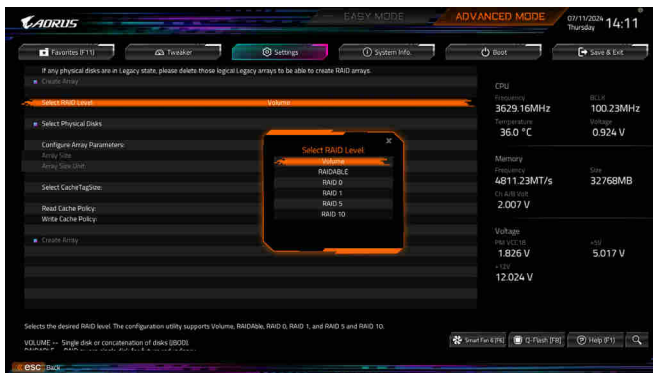 AORUS
EASY MODE
ADVANCED MODE
07/11/2024
Thursday
14:11
Favorites (F11)
Tweaker
Settings
System Info.
Boot
Save & Exit
If any physical disks are in Legacy state, please delete those logical Legacy arrays to be able to create RAID arrays.
Create Array
Select RAID Level
Volume
Select Physical Disks
Configure Array Parameters:
Array Size
Array Size Unit
Select CacheTagSize:
Read Cache Policy:
Write Cache Policy:
Create Array
Select RAID Level
X
Volume
RAIDABLE
RAID 0
RAID 1
RAID 5
RAID 10
CPU
Frequency
BCLK
3629.16MHz
100.23MHz
Temperature
Voltage
36.0 °C
0.924 V
Memory
Frequency
Size
4811.23MT/s
32768MB
Ch A/B Volt
2.007 V
Voltage
PM VCC18
+5V
1.826 V
5.017 V
+12V
12.024 V
Selects the desired RAID level. The configuration utility supports Volume, RAIDAble, RAID 0, RAID 1, and RAID 5 and RAID 10.
VOLUME -- Single disk or concatenation of disks (JBOD).
Smart Fan 6 (F6)
Q-Flash (F8)
Help (F1)
esc Back